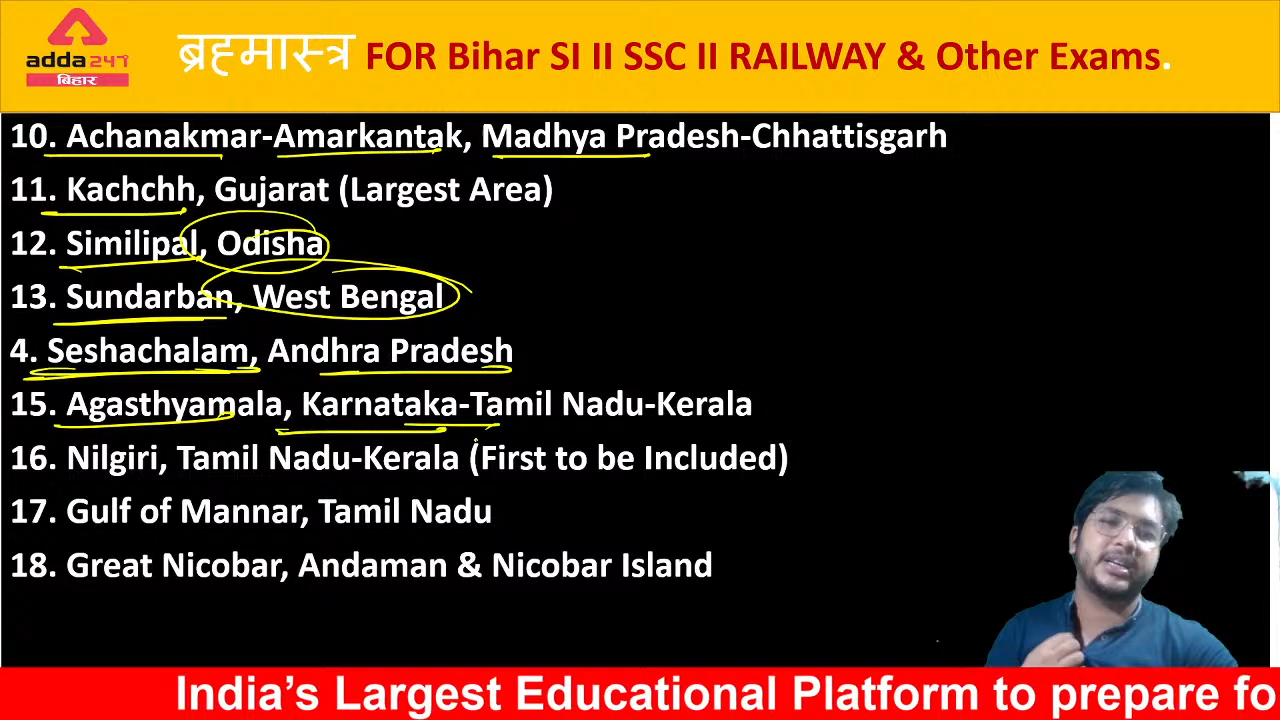 adda247
बिहार
ब्रह्मास्त्र FOR Bihar SI II SSC II RAILWAY & Other Exams.
10. Achanakmar-Amarkantak, Madhya Pradesh-Chhattisgarh
11. Kachchh, Gujarat (Largest Area)
12. Similipal, Odisha
13. Sundarban, West Bengal
4. Seshachalam, Andhra Pradesh
15. Agasthyamala, Karnataka-Tamil Nadu-Kerala
16. Nilgiri, Tamil Nadu-Kerala (First to be Included)
17. Gulf of Mannar, Tamil Nadu
18. Great Nicobar, Andaman & Nicobar Island
India’s Largest Educational Platform to prepare fo